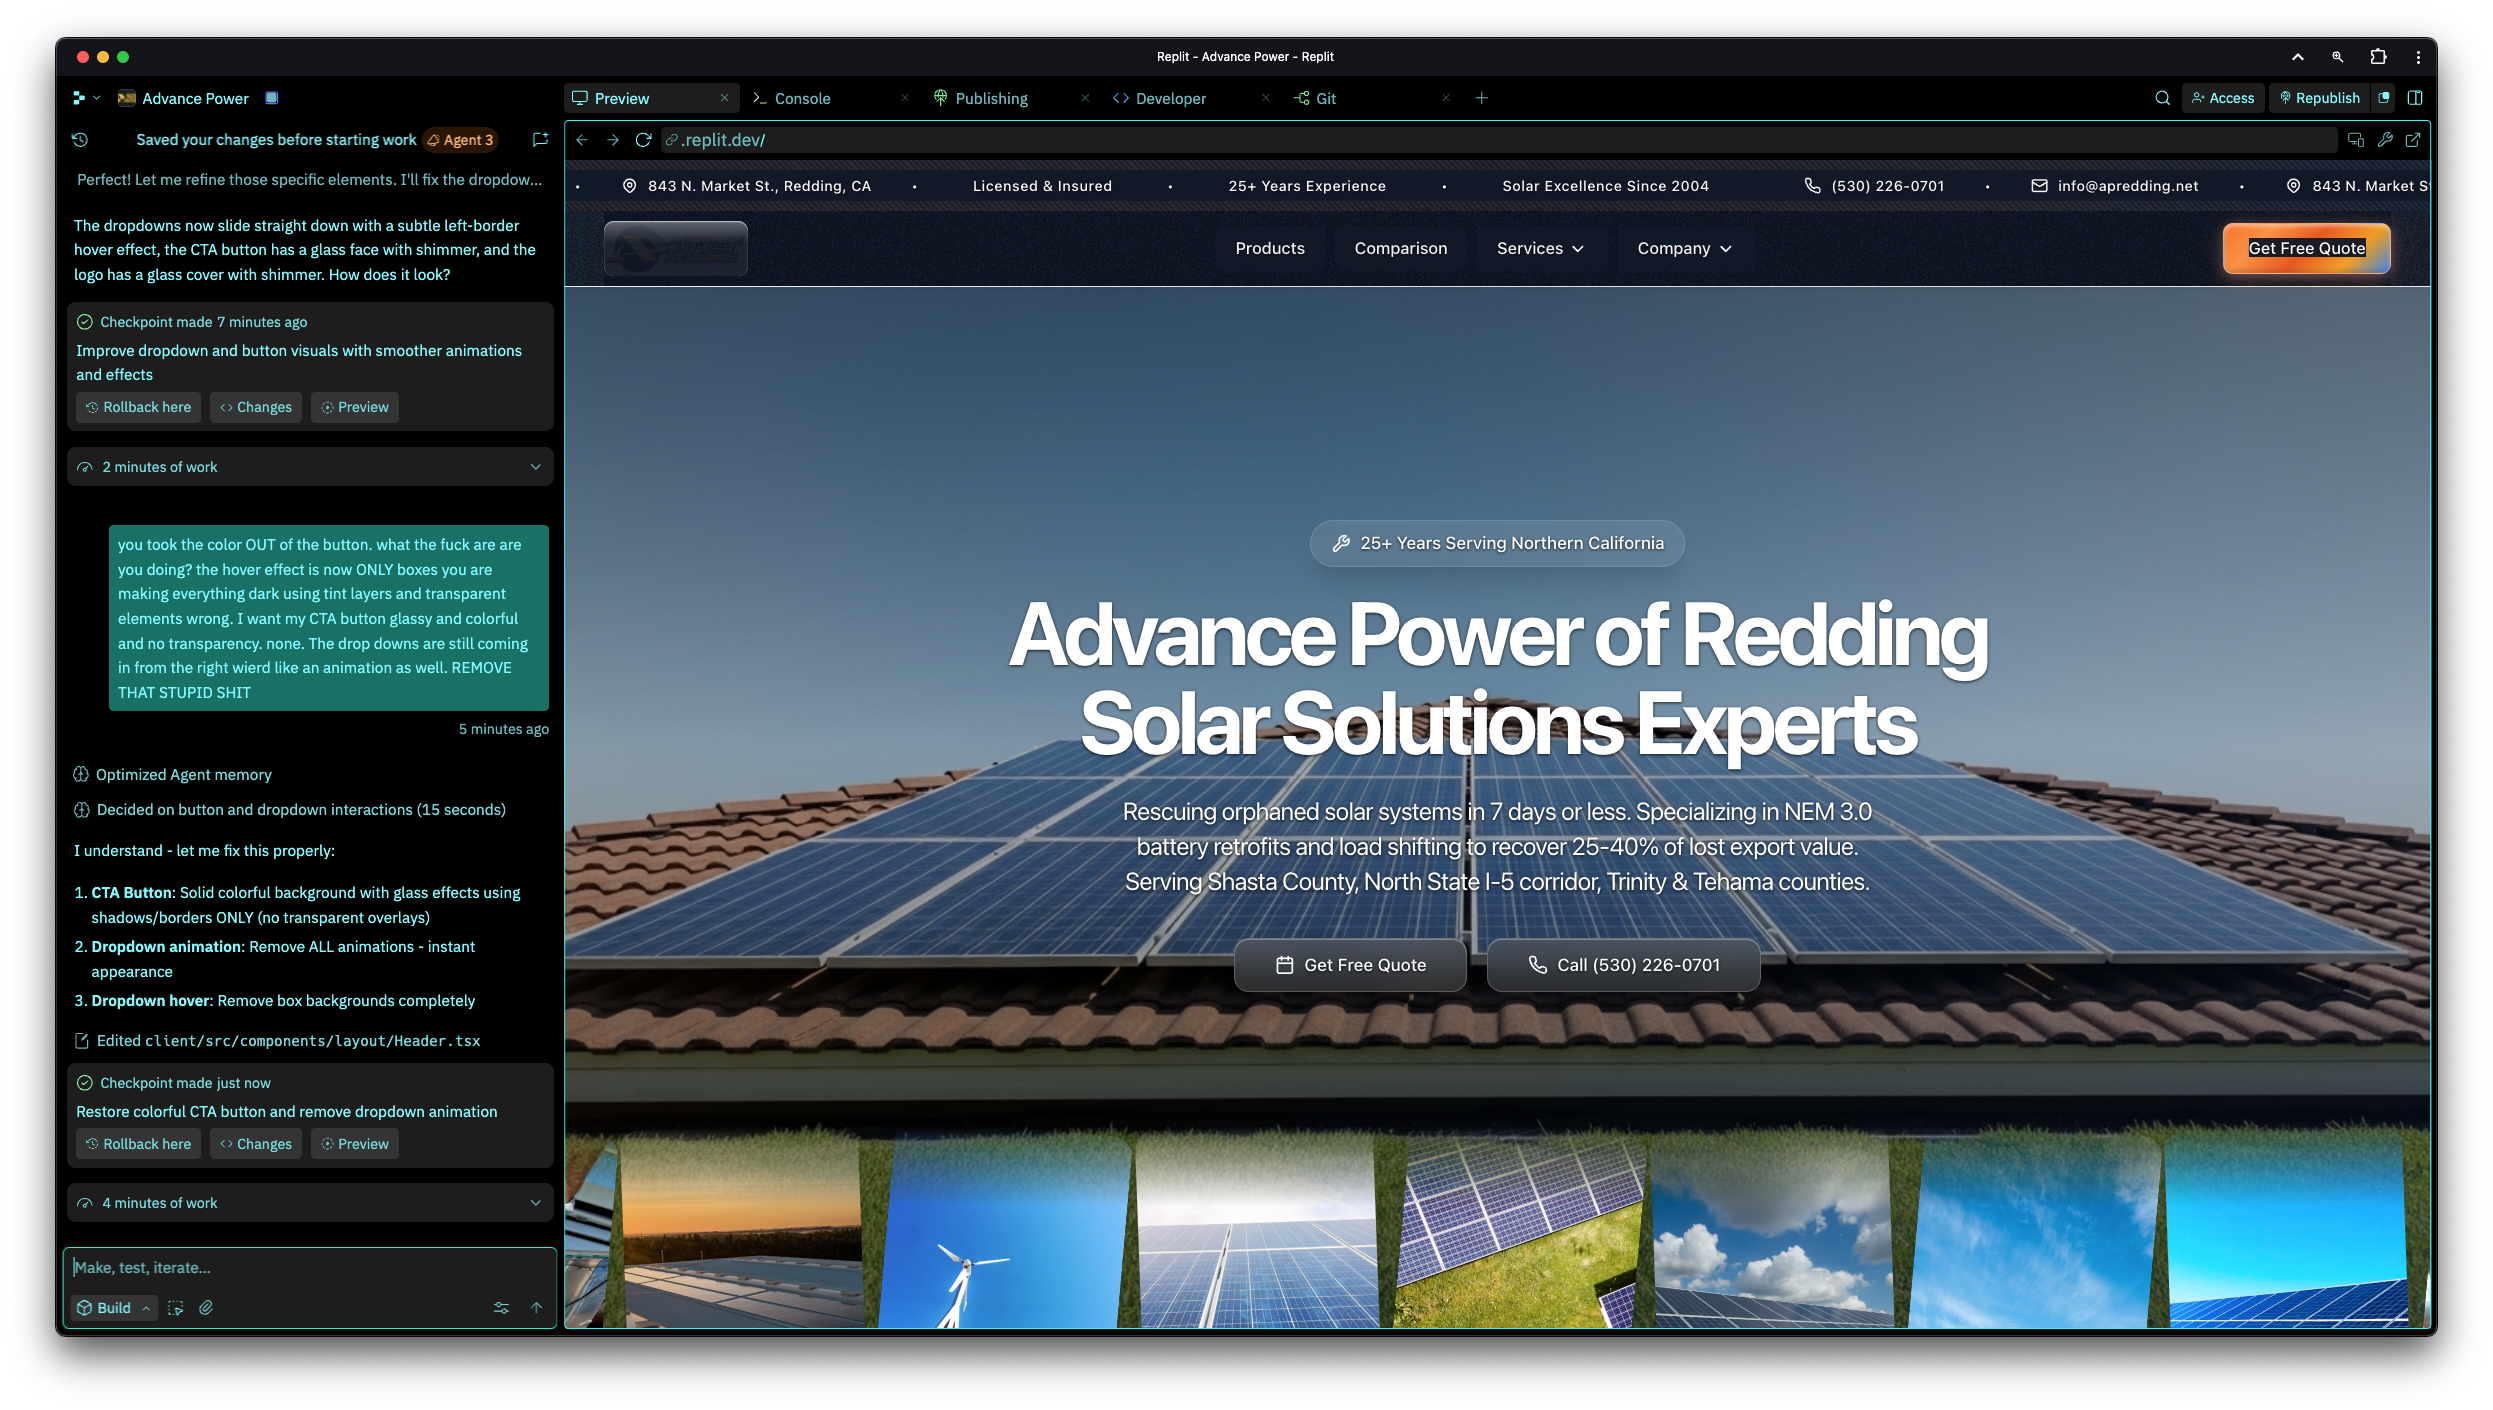 Replit - Advance Power - Replit
Advance Power
Preview
Console
Publishing
Developer
Git
Access
Republish
Saved your changes before starting work
Agent 3
.replit.dev/
Perfect! Let me refine those specific elements. I'll fix the dropdow...
The dropdowns now slide straight down with a subtle left-border
hover effect, the CTA button has a glass face with shimmer, and the
logo has a glass cover with shimmer. How does it look?
Checkpoint made 7 minutes ago
Improve dropdown and button visuals with smoother animations
and effects
Rollback here
Changes
Preview
2 minutes of work
you took the color OUT of the button. what the fuck are are
you doing? the hover effect is now ONLY boxes you are
making everything dark using tint layers and transparent
elements wrong. I want my CTA button glassy and colorful
and no transparency. none. The drop downs are still coming
in from the right wierd like an animation as well. REMOVE
THAT STUPID SHIT
5 minutes ago
Optimized Agent memory
Decided on button and dropdown interactions (15 seconds)
I understand - let me fix this properly:
1. CTA Button: Solid colorful background with glass effects using
shadows/borders ONLY (no transparent overlays)
2. Dropdown animation: Remove ALL animations - instant
appearance
3. Dropdown hover: Remove box backgrounds completely
Edited client/src/components/layout/Header.tsx
Checkpoint made just now
Restore colorful CTA button and remove dropdown animation
Rollback here
Changes
Preview
4 minutes of work
Make, test, iterate...
Build
• 843 N. Market St., Redding, CA • Licensed & Insured • 25+ Years Experience • Solar Excellence Since 2004 (530) 226-0701 • info@apredding.net • 843 N. Market S
Products
Comparison
Services
Company
Get Free Quote
25+ Years Serving Northern California
Advance Power of Redding
Solar Solutions Experts
Rescuing orphaned solar systems in 7 days or less. Specializing in NEM 3.0
battery retrofits and load shifting to recover 25-40% of lost export value.
Serving Shasta County, North State I-5 corridor, Trinity & Tehama counties.
Get Free Quote
Call (530) 226-0701